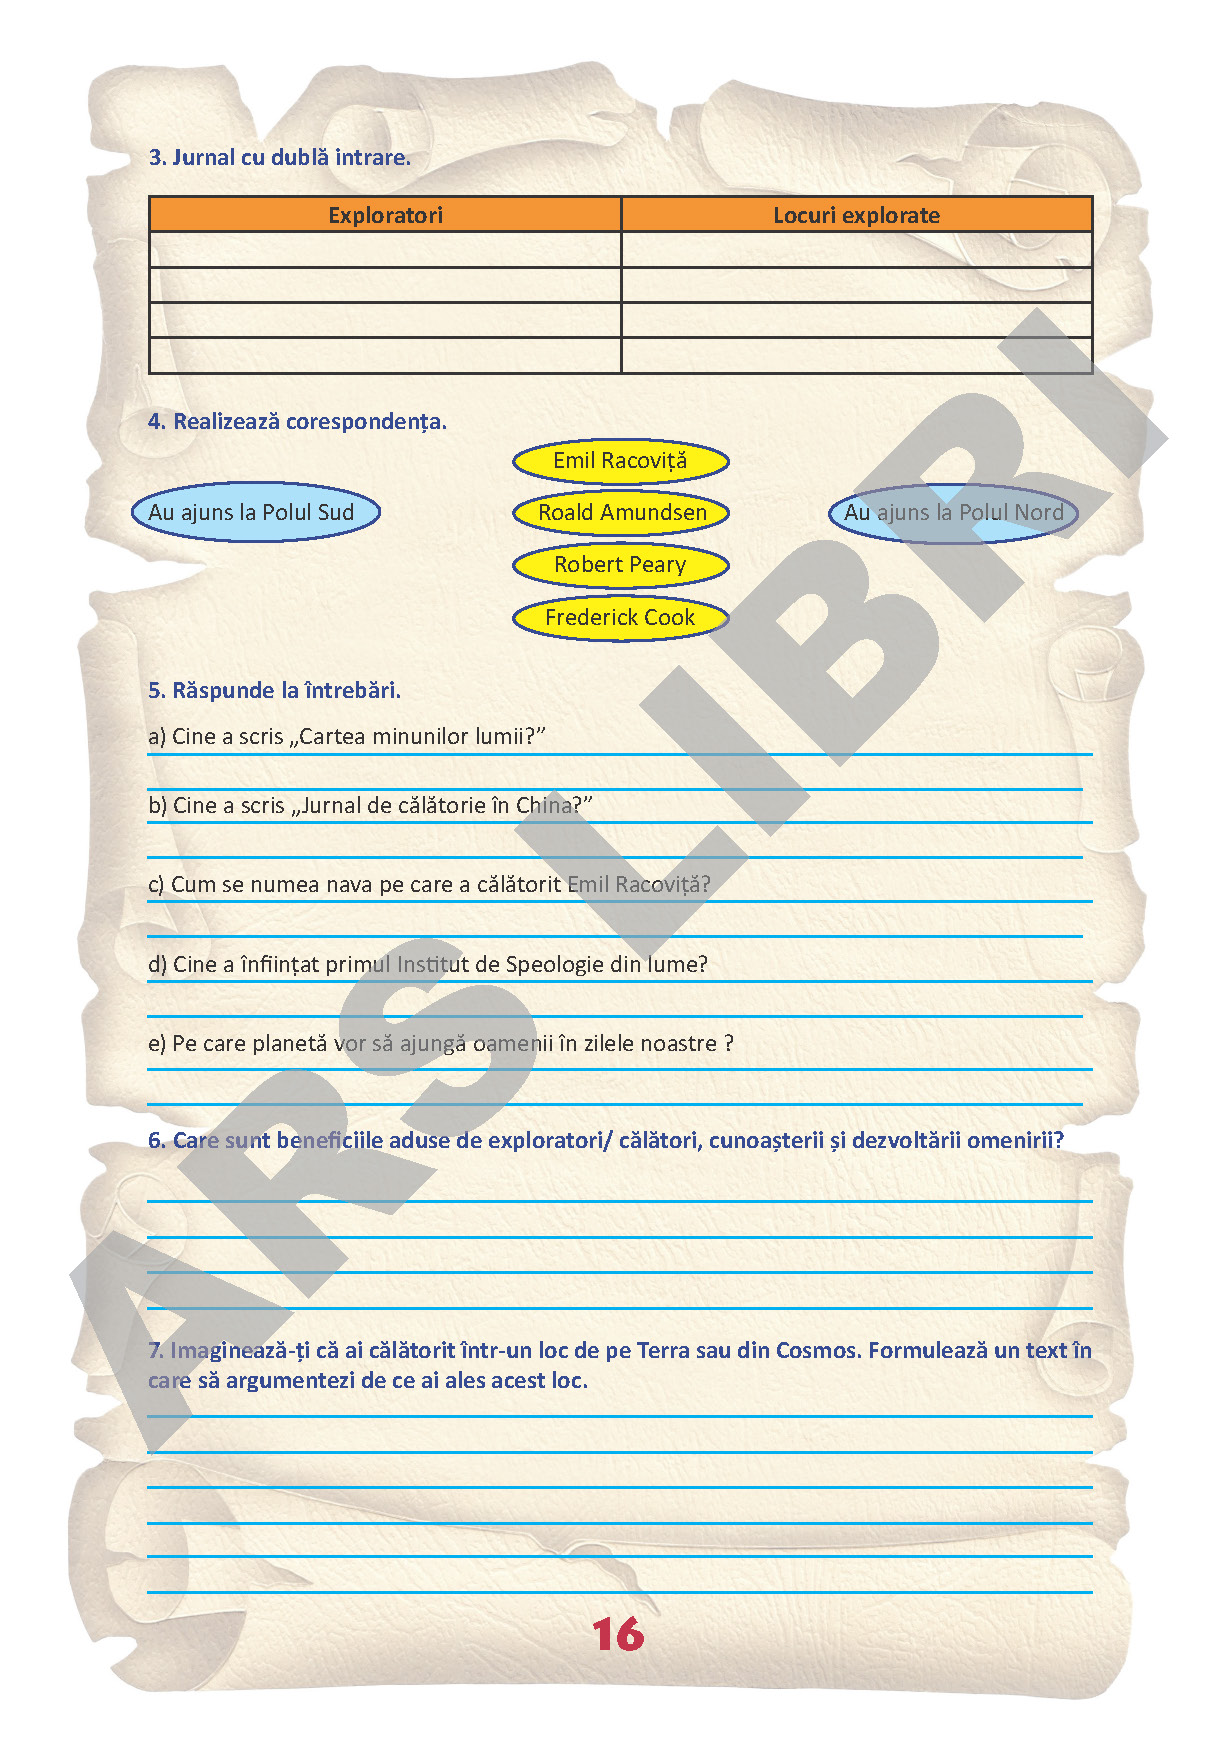 3. Jurnal cu dublă intrare.
Exploratori
Locuri explorate
4. Realizează corespondența.
Emil Racoviță
Au ajuns la Polul Sud
Roald Amundsen
Au ajuns la Polul Nord
Robert Peary
Frederick Cook
5. Răspunde la întrebări.
a) Cine a scris „Cartea minunilor lumii?”
b) Cine a scris „Jurnal de călătorie în China?”
c) Cum se numea nava pe care a călătorit Emil Racoviță?
d) Cine a înființat primul Institut de Speologie din lume?
e) Pe care planetă vor să ajungă oamenii în zilele noastre ?
6. Care sunt beneficiile aduse de exploratori/ călători, cunoașterii și dezvoltării omenirii?
7. Imaginează-ți că ai călătorit într-un loc de pe Terra sau din Cosmos. Formulează un text în
care să argumentezi de ce ai ales acest loc.
16
ARS LIBRI